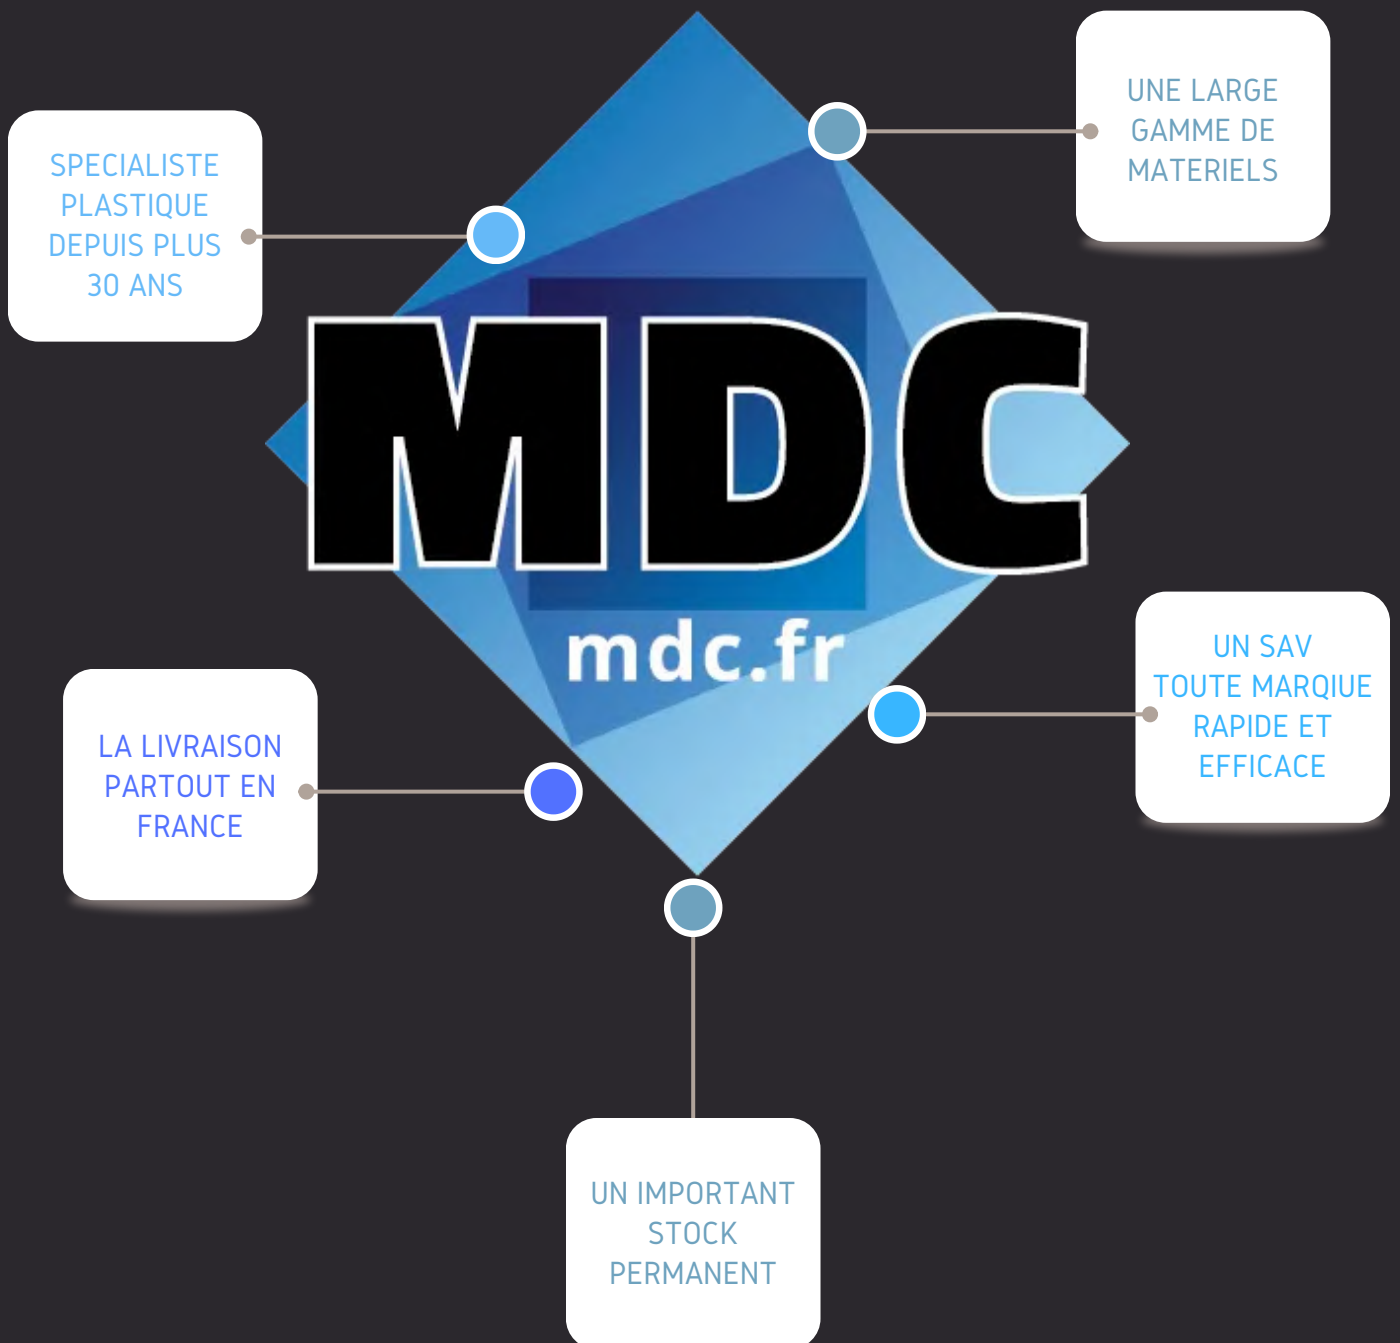 UNE LARGE
GAMME DE
MATERIELS
SPECIALISTE
PLASTIQUE
DEPUIS PLUS
30 ANS
MDC
mdc.fr
UN SAV
TOUTE MARQIUE
RAPIDE ET
EFFICACE
LA LIVRAISON
PARTOUT EN
FRANCE
UN IMPORTANT
STOCK
PERMANENT